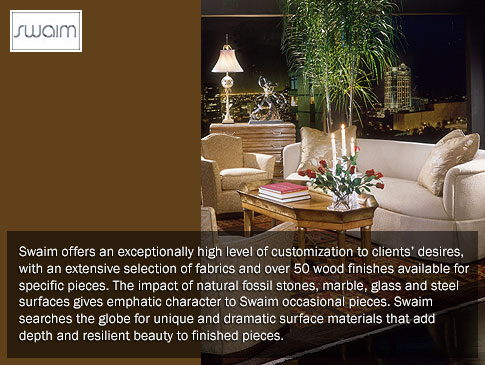 swaim
Swaim offers an exceptionally high level of customization to clients' desires,
with an extensive selection of fabrics and over 50 wood finishes available for
specific pieces. The impact of natural fossil stones, marble, glass and steel
surfaces gives emphatic character to Swaim occasional pieces. Swaim
searches the globe for unique and dramatic surface materials that add
depth and resilient beauty to finished pieces.